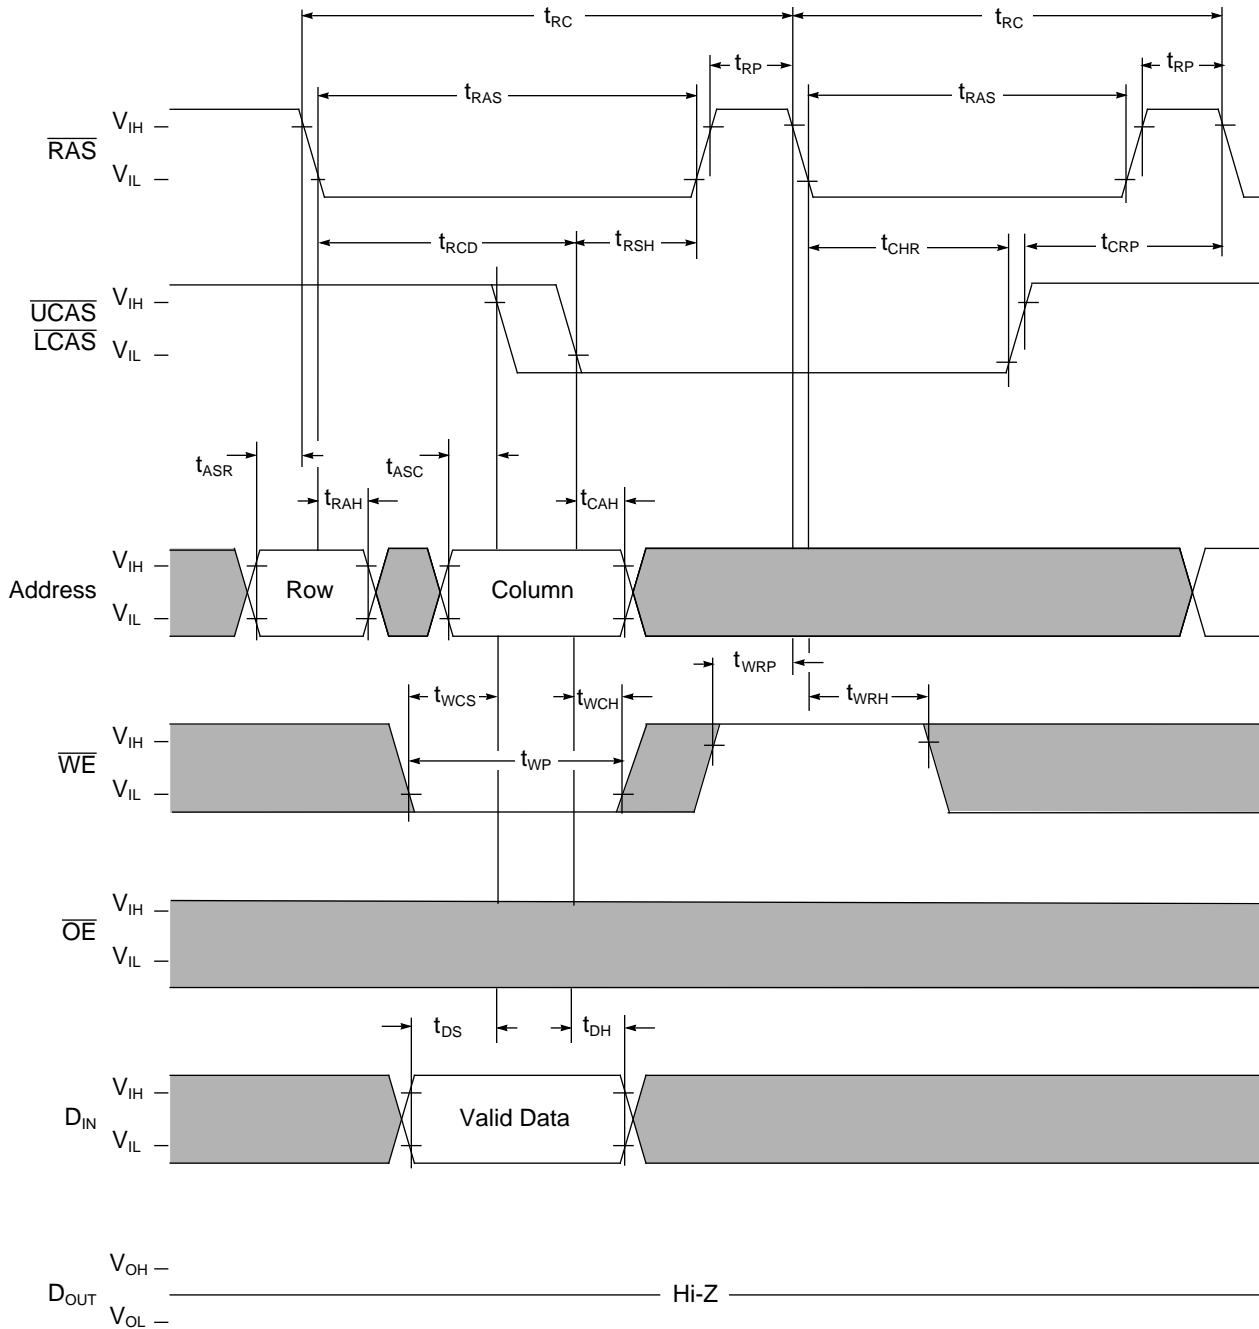 tRC tRC
tRP tRP
tRAS tRAS
VIH
RAS
VIL
tRCD tRSH tCHR tCRP
VIH
UCAS
LCAS
VIL
tASR tASC
tRAH tCAH
VIH
Address Row Column
VIL
tWRP
tWCS tWCH tWRH
VIH
WE tWP
VIL
VIH
OE
VIL
tDS tDH
VIH
DIN Valid Data
VIL
VOH
DOUT Hi-Z
VOL